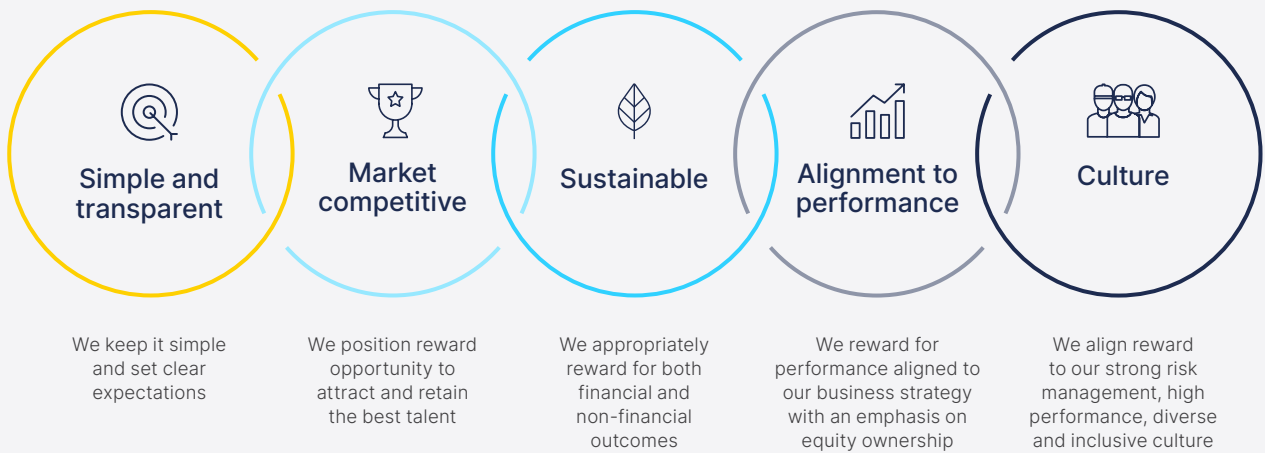 Simple and
transparent
Market
competitive
Sustainable
Alignment to
performance
Culture
We keep it simple
and set clear
expectations
We position reward
opportunity to
attract and retain
the best talent
We appropriately
reward for both
financial and
non-financial
outcomes
We reward for
performance aligned to
our business strategy
with an emphasis on
equity ownership
We align reward
to our strong risk
management, high
performance, diverse
and inclusive culture